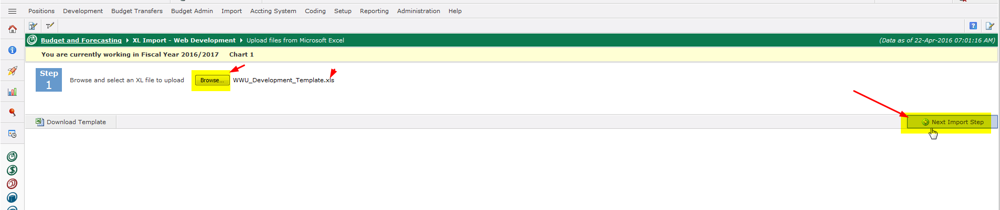 Positions Development Budget Transfers Budget Admin Import Accting System Coding Setup Reporting Administration Help
Budget and Forecasting XL Import - Web Development Upload files from Microsoft Excel (Data as of 22-Apr-2016 07:01:16 AM)
You are currently working in Fiscal Year 2016/2017 Chart 1
Step
1
Browse and select an XL file to upload Browse... WWU_Development_Template.xls
Download Template Next Import Step